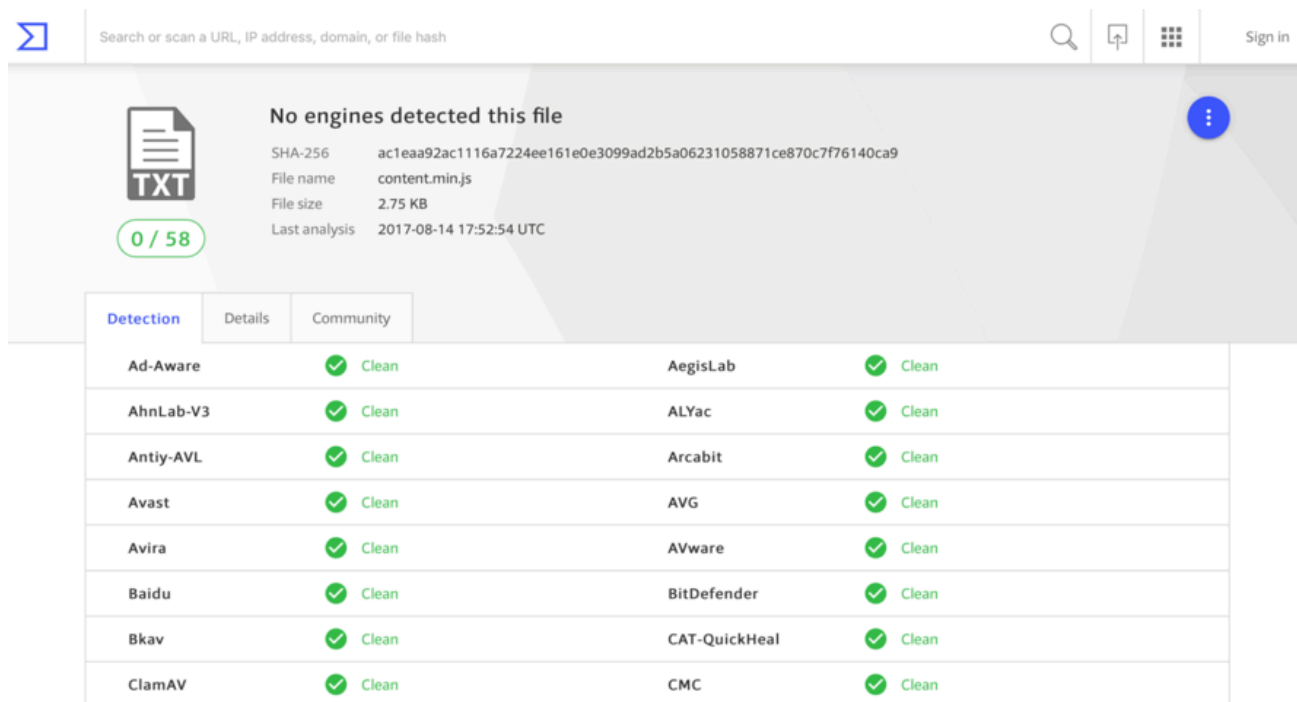 Search or scan a URL, IP address, domain, or file hash
Sign in
No engines detected this file
SHA-256 ac1eaa92ac1116a7224ee161e0e3099ad2b5a06231058871ce870c7f76140ca9
File name content.min.js
File size 2.75 KB
Last analysis 2017-08-14 17:52:54 UTC
TXT
0 / 58
Detection Details Community
Ad-Aware Clean AegisLab Clean
AhnLab-V3 Clean ALYac Clean
Antiy-AVL Clean Arcabit Clean
Avast Clean AVG Clean
Avira Clean AVware Clean
Baidu Clean BitDefender Clean
Bkav Clean CAT-QuickHeal Clean
ClamAV Clean CMC Clean